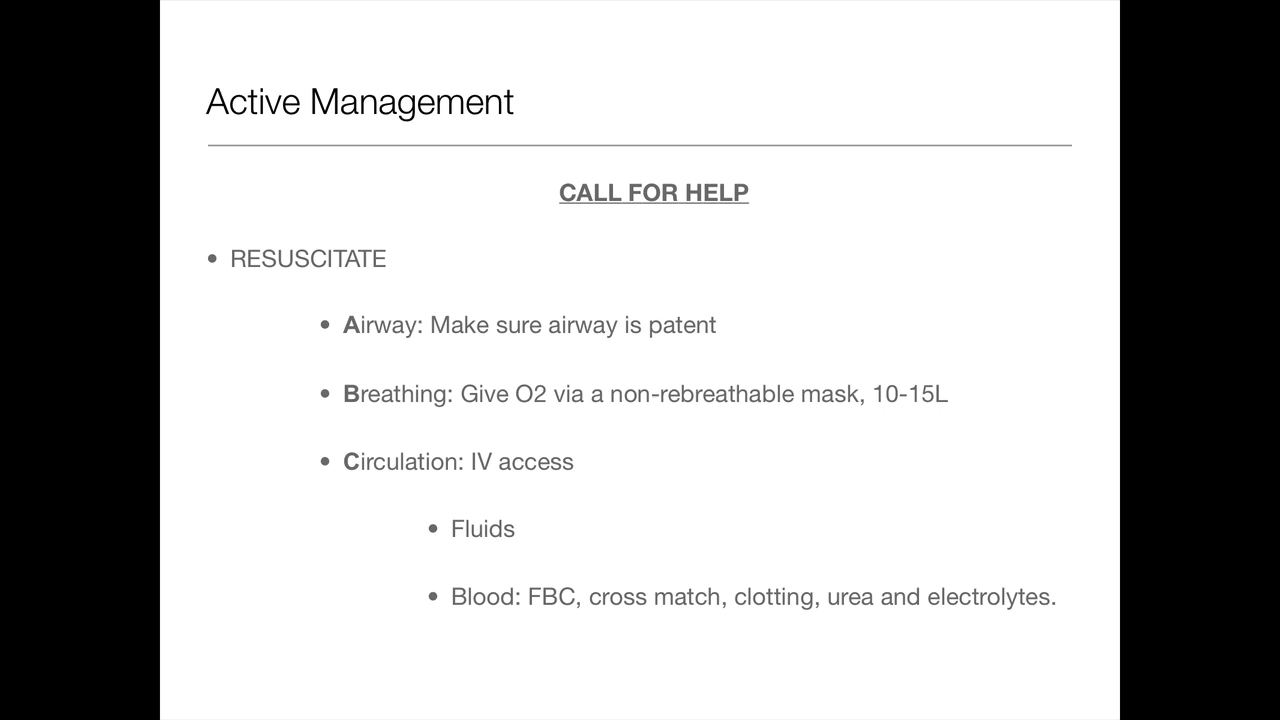 Active Management
CALL FOR HELP
• RESUSCITATE
• Airway: Make sure airway is patent
• Breathing: Give O2 via a non-rebreathable mask, 10-15L
• Circulation: IV access
• Fluids
• Blood: FBC, cross match, clotting, urea and electrolytes.